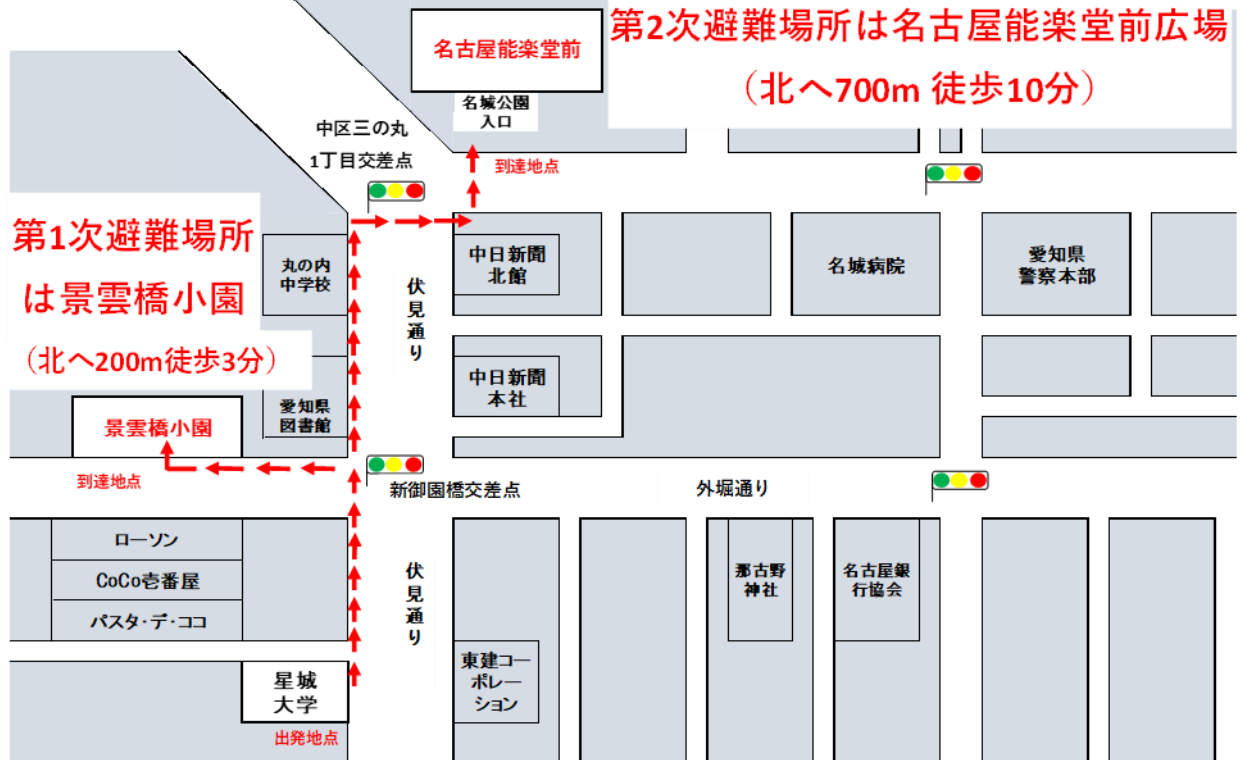 第2次避難場所は名古屋能楽堂前広場
（北へ700m 徒歩10分）
名古屋能楽堂前
名城公園
入口
中区三の丸
1丁目交差点
到達地点
第1次避難場所
は景雲橋小園
（北へ200m徒歩3分）
丸の内
中学校
伏見通り
中日新聞
北館
名城病院
愛知県
警察本部
中日新聞
本社
愛知県
図書館
景雲橋小園
到達地点
新御園橋交差点
外堀通り
ローソン
CoCo壱番屋
パスタ・デ・ココ
伏見通り
那古野
神社
名古屋銀
行協会
星城
大学
出発地点
東建コー
ポレー
ション